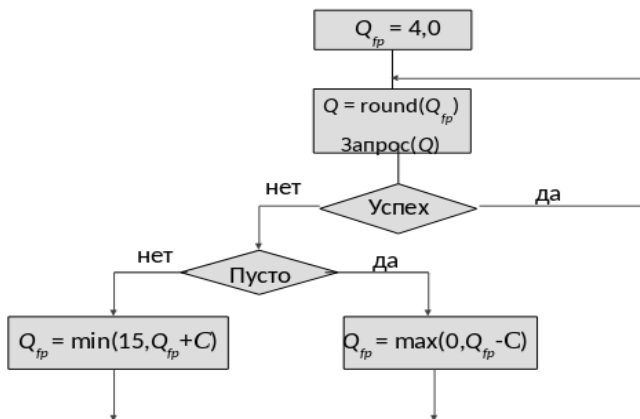 Q_fp = 4,0
Q = round(Q_fp)
Запрос(Q)
нет
да
Успех
нет
да
Пусто
Q_fp = min(15,Q_fp+C)
Q_fp = max(0,Q_fp-C)